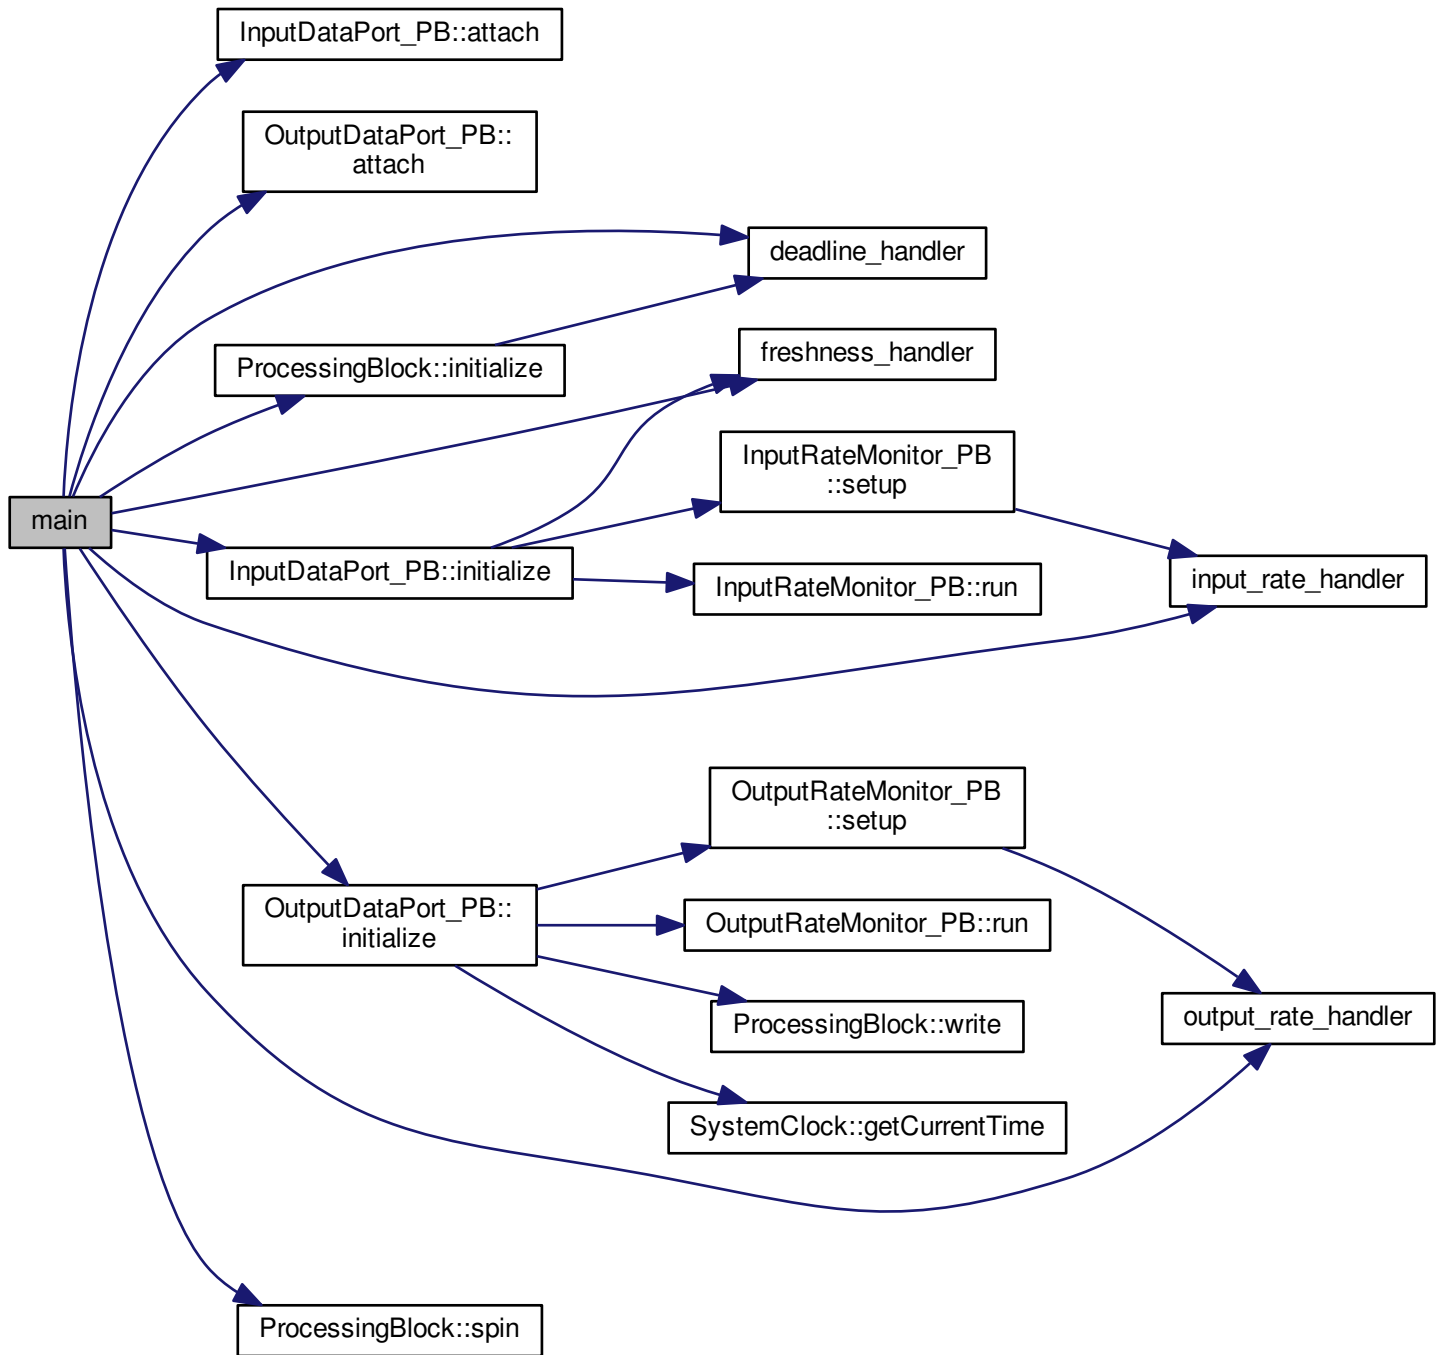 InputDataPort_PB::attach
OutputDataPort_PB::
attach
deadline_handler
ProcessingBlock::initialize
freshness_handler
InputRateMonitor_PB
::setup
main
InputDataPort_PB::initialize
InputRateMonitor_PB::run
input_rate_handler
OutputRateMonitor_PB
::setup
OutputDataPort_PB::
initialize
OutputRateMonitor_PB::run
ProcessingBlock::write
output_rate_handler
SystemClock::getCurrentTime
ProcessingBlock::spin